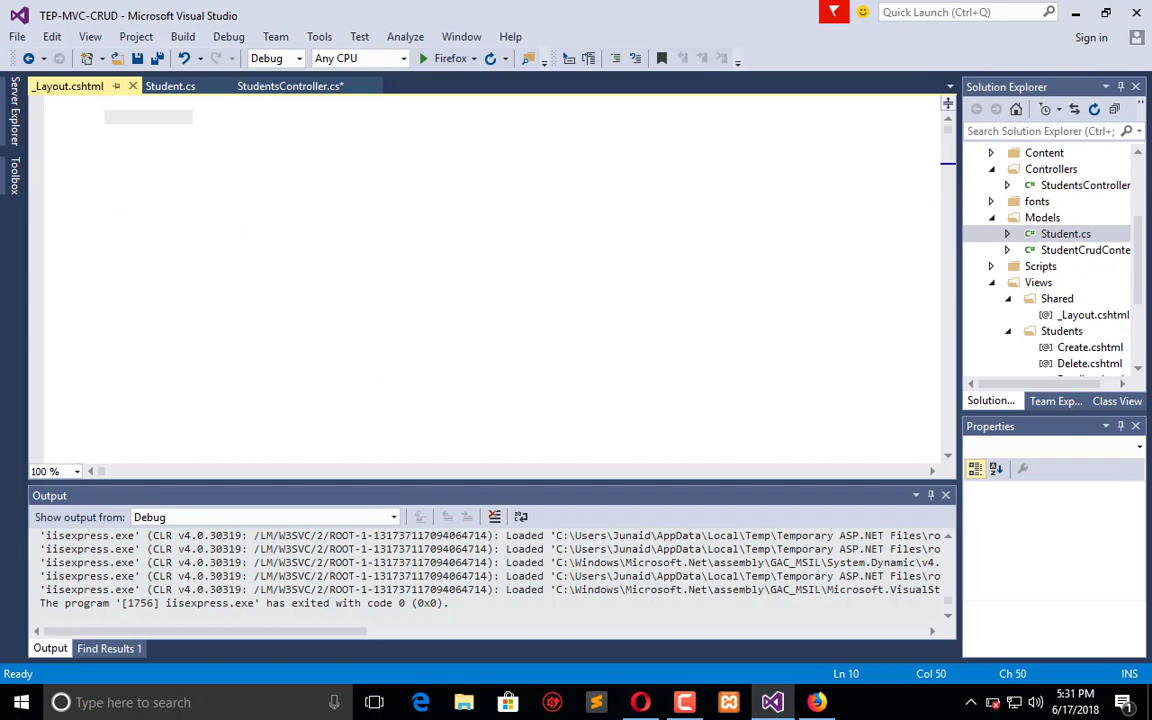 TEP-MVC-CRUD - Microsoft Visual Studio
Quick Launch (Ctrl+Q)
File Edit View Project Build Debug Team Tools Test Analyze Window Help
Sign in
Debug Any CPU Firefox
Server Explorer
Toolbox
_Layout.cshtml Student.cs StudentsController.cs*
Solution Explorer
Search Solution Explorer (Ctrl+;
Content
Controllers
StudentsController
fonts
Models
Student.cs
StudentCrudConte
Scripts
Views
Shared
_Layout.cshtml
Students
Create.cshtml
Delete.cshtml
Solution... Team Exp... Class View
Properties
100 %
Output
Show output from: Debug
'iisexpress.exe' (CLR v4.0.30319: /LM/W3SVC/2/ROOT-1-131737117094064714): Loaded 'C:\Users\Junaid\AppData\Local\Temp\Temporary ASP.NET Files\ro
'iisexpress.exe' (CLR v4.0.30319: /LM/W3SVC/2/ROOT-1-131737117094064714): Loaded 'C:\Users\Junaid\AppData\Local\Temp\Temporary ASP.NET Files\ro
'iisexpress.exe' (CLR v4.0.30319: /LM/W3SVC/2/ROOT-1-131737117094064714): Loaded 'C:\Windows\Microsoft.Net\assembly\GAC_MSIL\System.Dynamic\v4.
'iisexpress.exe' (CLR v4.0.30319: /LM/W3SVC/2/ROOT-1-131737117094064714): Loaded 'C:\Users\Junaid\AppData\Local\Temp\Temporary ASP.NET Files\ro
'iisexpress.exe' (CLR v4.0.30319: /LM/W3SVC/2/ROOT-1-131737117094064714): Loaded 'C:\Windows\Microsoft.Net\assembly\GAC_MSIL\Microsoft.VisualSt
The program '[1756] iisexpress.exe' has exited with code 0 (0x0).
Output Find Results 1
Ready Ln 10 Col 50 Ch 50 INS
Type here to search
5:31 PM
6/17/2018
1